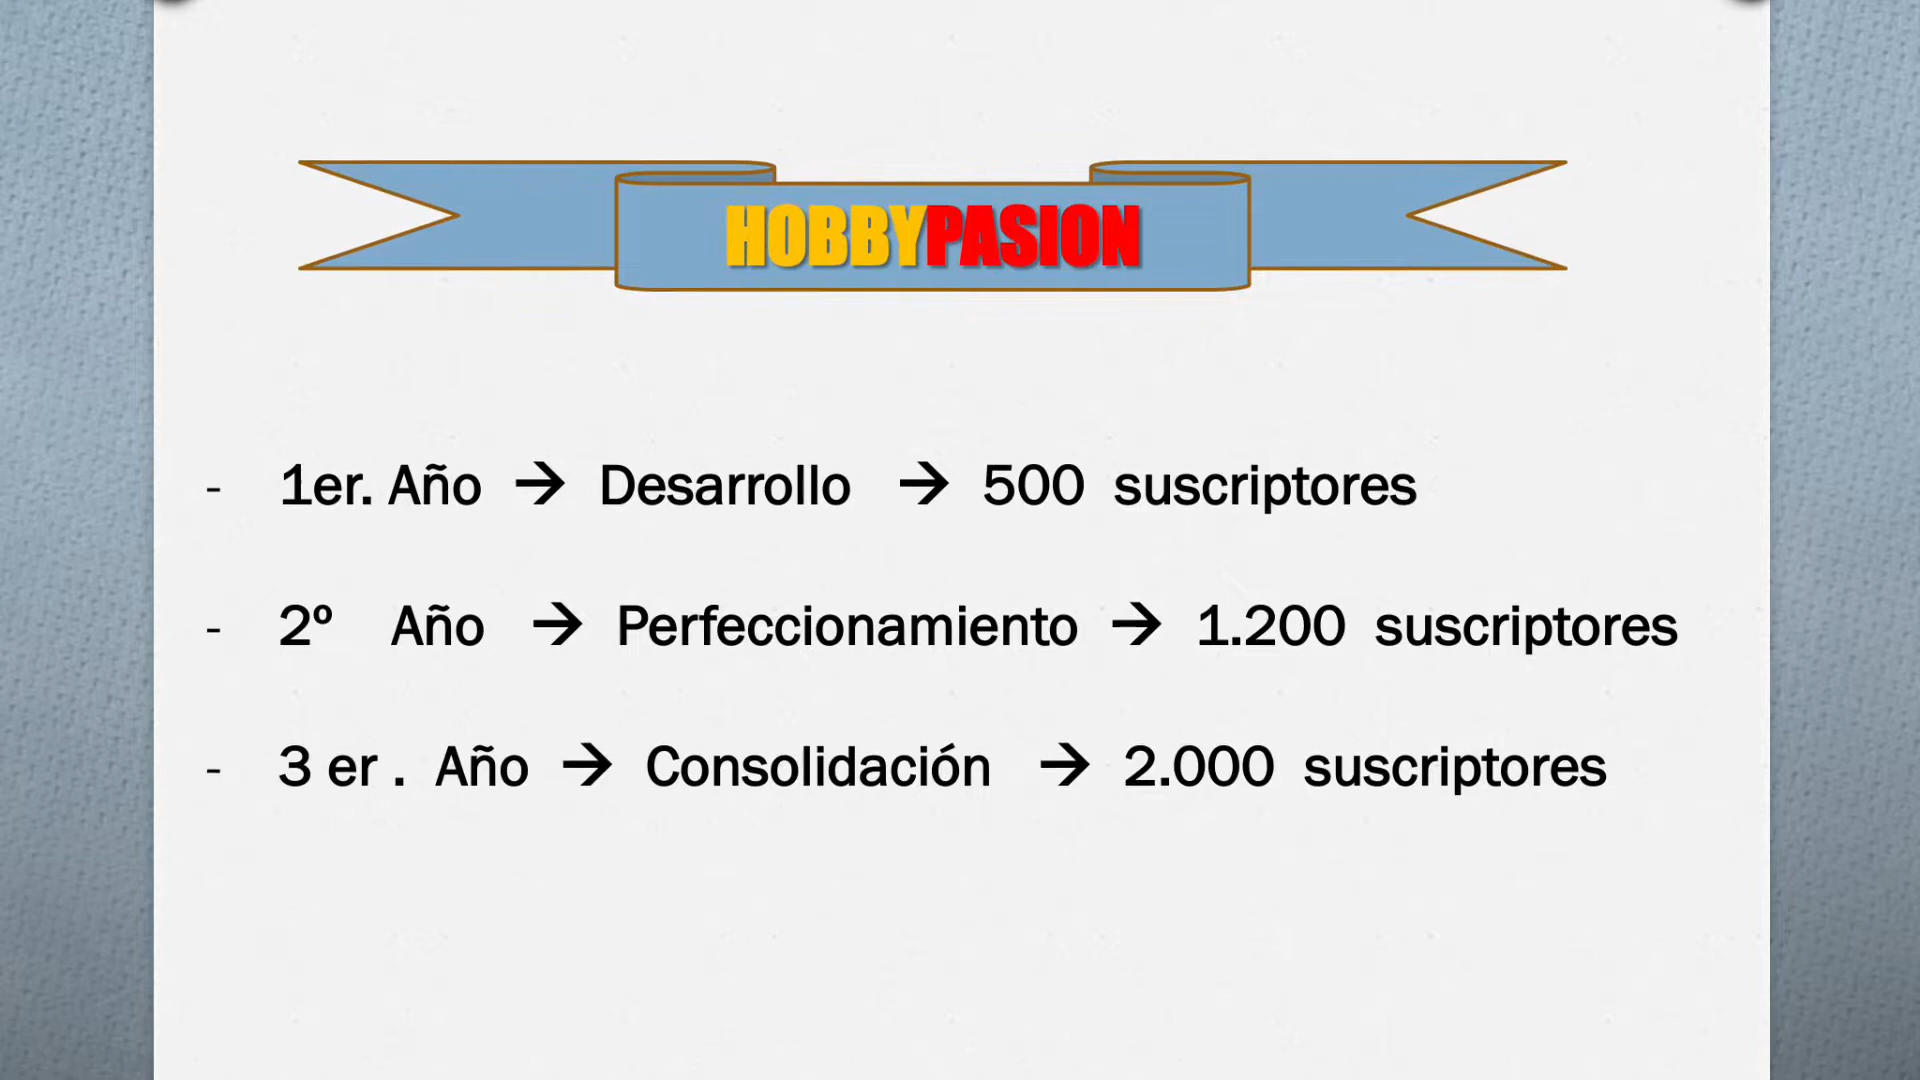 HOBBYPASION
- 1er. Año → Desarrollo → 500 suscriptores
- 2º Año → Perfeccionamiento → 1.200 suscriptores
- 3 er . Año → Consolidación → 2.000 suscriptores